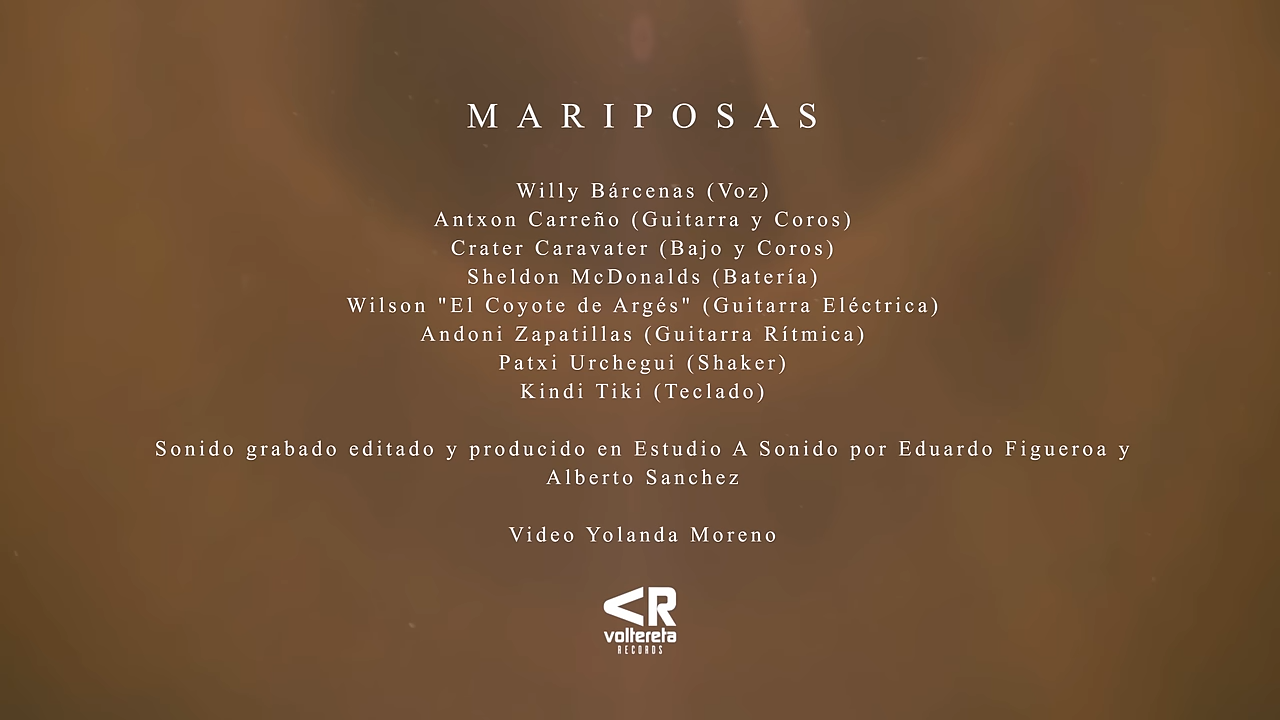 MARIPOSAS
Willy Bárcenas (Voz)
Antxon Carreño (Guitarra y Coros)
Crater Caravater (Bajo y Coros)
Sheldon McDonalds (Batería)
Wilson "El Coyote de Argés" (Guitarra Eléctrica)
Andoni Zapatillas (Guitarra Rítmica)
Patxi Urchegui (Shaker)
Kindi Tiki (Teclado)
Sonido grabado editado y producido en Estudio A Sonido por Eduardo Figueroa y
Alberto Sanchez
Video Yolanda Moreno
VR
voltereta
RECORDS